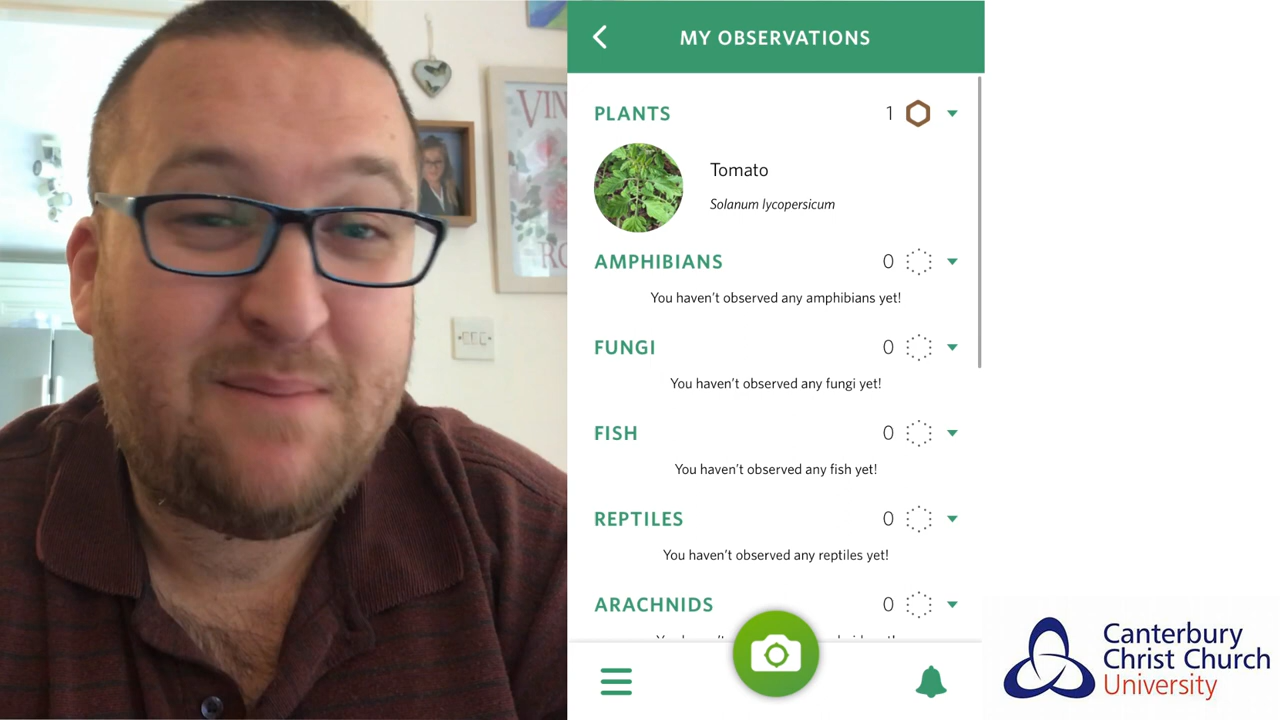 VIN
RO
MY OBSERVATIONS
PLANTS 1
Tomato
Solanum lycopersicum
AMPHIBIANS 0
You haven't observed any amphibians yet!
FUNGI 0
You haven't observed any fungi yet!
FISH 0
You haven't observed any fish yet!
REPTILES 0
You haven't observed any reptiles yet!
ARACHNIDS 0
Canterbury
Christ Church
University